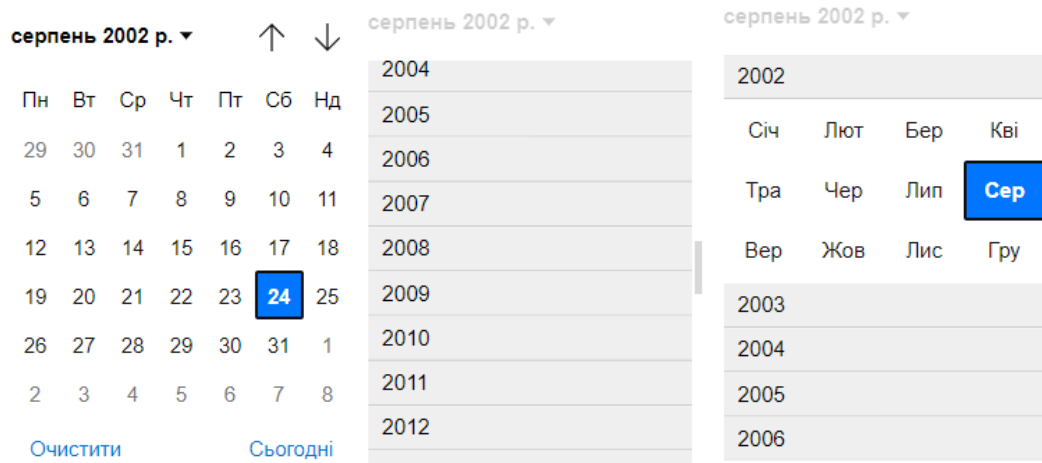 серпень 2002 р.
Пн Вт Ср Чт Пт Сб Нд
29 30 31 1 2 3 4
5 6 7 8 9 10 11
12 13 14 15 16 17 18
19 20 21 22 23 24 25
26 27 28 29 30 31 1
2 3 4 5 6 7 8
Очистити Сьогодні
серпень 2002 р.
2004
2005
2006
2007
2008
2009
2010
2011
2012
серпень 2002 р.
2002
Січ Лют Бер Кві
Тра Чер Лип Сер
Вер Жов Лис Гру
2003
2004
2005
2006